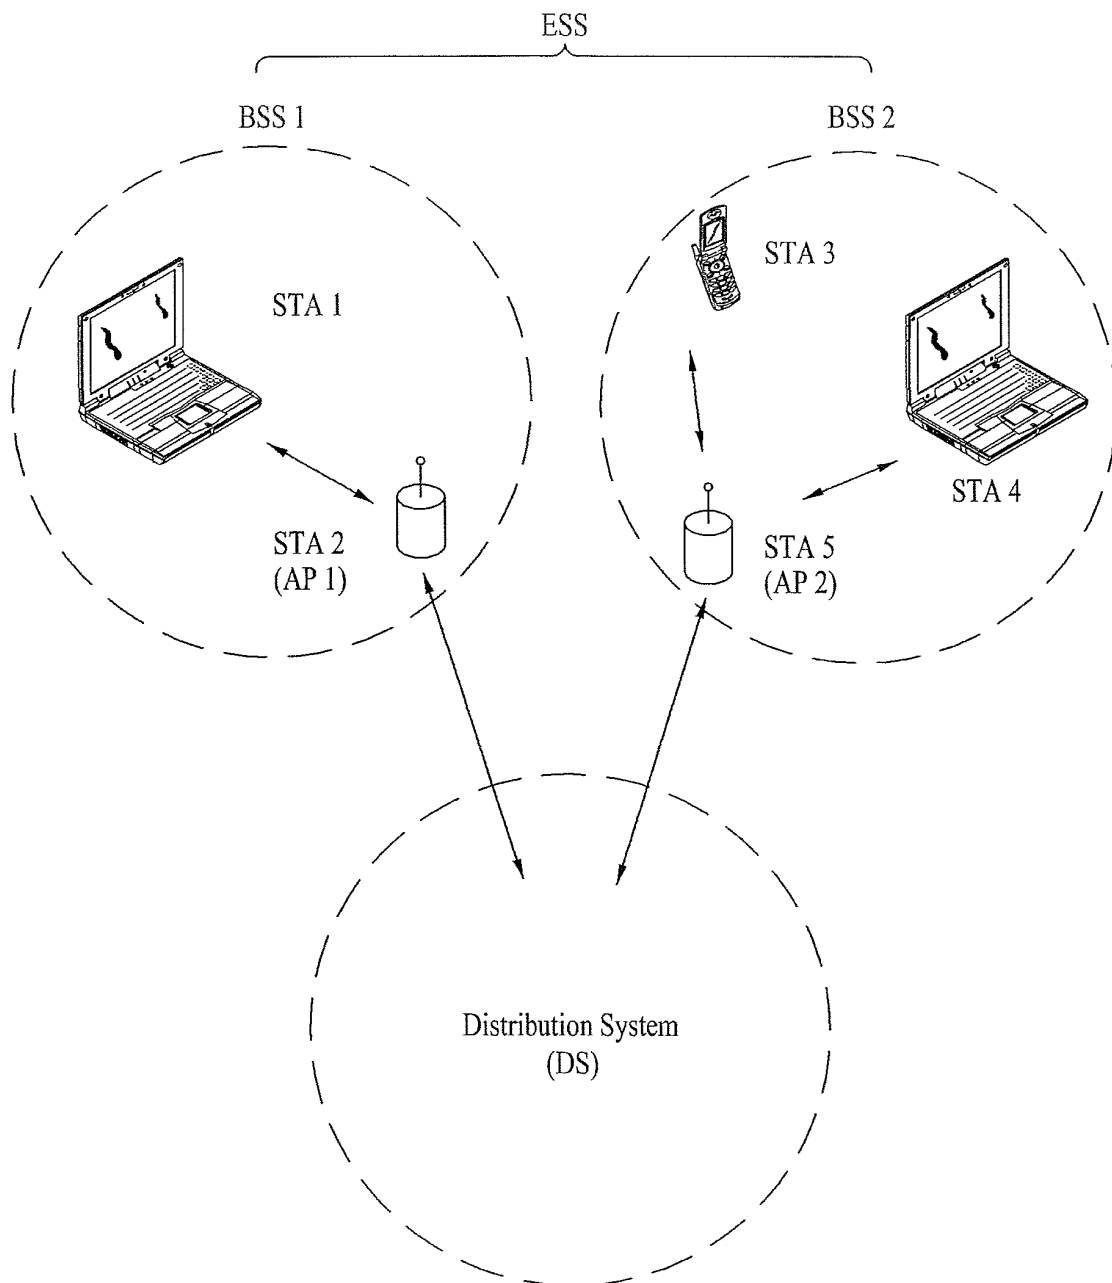 ESS
BSS 1
BSS 2
STA 1
STA 3
STA 4
STA 2
(AP 1)
STA 5
(AP 2)
Distribution System
(DS)